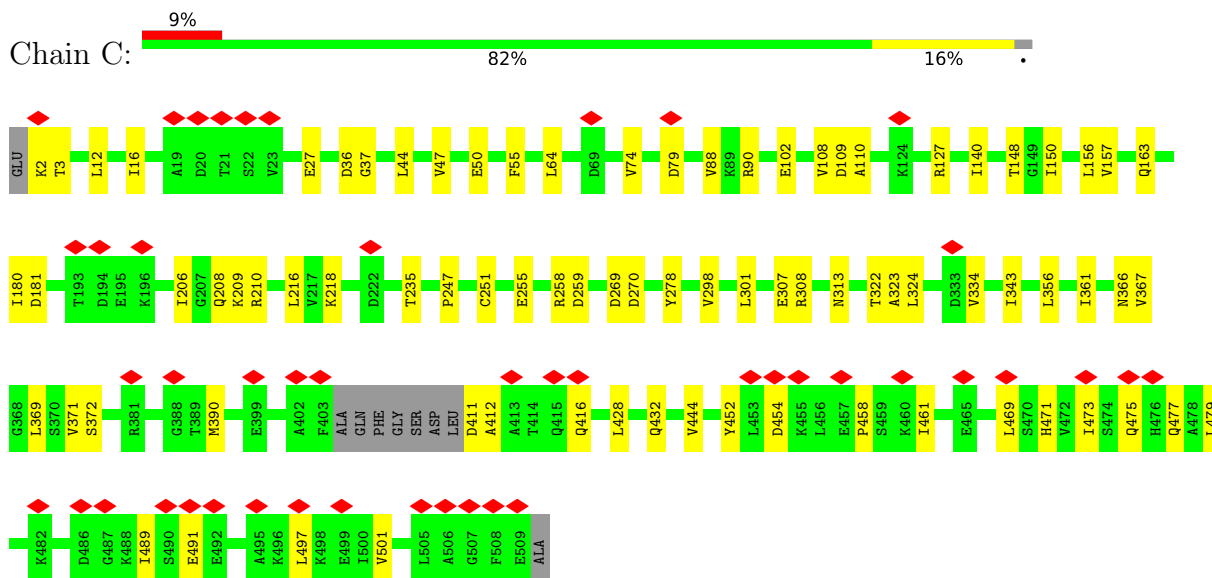 9%
Chain C:
82% 16% •
GLU K2 T3 L12 I16 A19 D20 T21 S22 V23 E27 D36 G37 L44 V47 E50 F55 L64 D69 V74 D79 V88 K89 R90 E102 V108 D109 A110 K124 R127 I140 T148 G149 I150 L156 V157 Q163
I180 D181 T193 D194 E195 K196 I206 G207 Q208 K209 R210 L216 V217 K218 D222 T235 P247 C251 E255 R258 D259 D269 D270 Y278 V298 L301 E307 R308 N313 T322 A323 L324 D333 V334 I343 L356 I361 N366 V367
G368 L369 S370 V371 S372 R381 G388 T389 M390 E399 A402 F403 ALA GLN PHE GLY SER ASP LEU D411 A412 A413 T414 Q415 Q416 L428 Q432 V444 Y452 L453 D454 K455 L456 E457 P458 S459 K460 I461 E465 L469 S470 H471 V472 I473 S474 Q475 H476 Q477 A478 L479
K482 D486 G487 K488 I489 S490 E491 E492 A495 K496 L497 K498 E499 I500 V501 L505 A506 G507 F508 E509 ALA